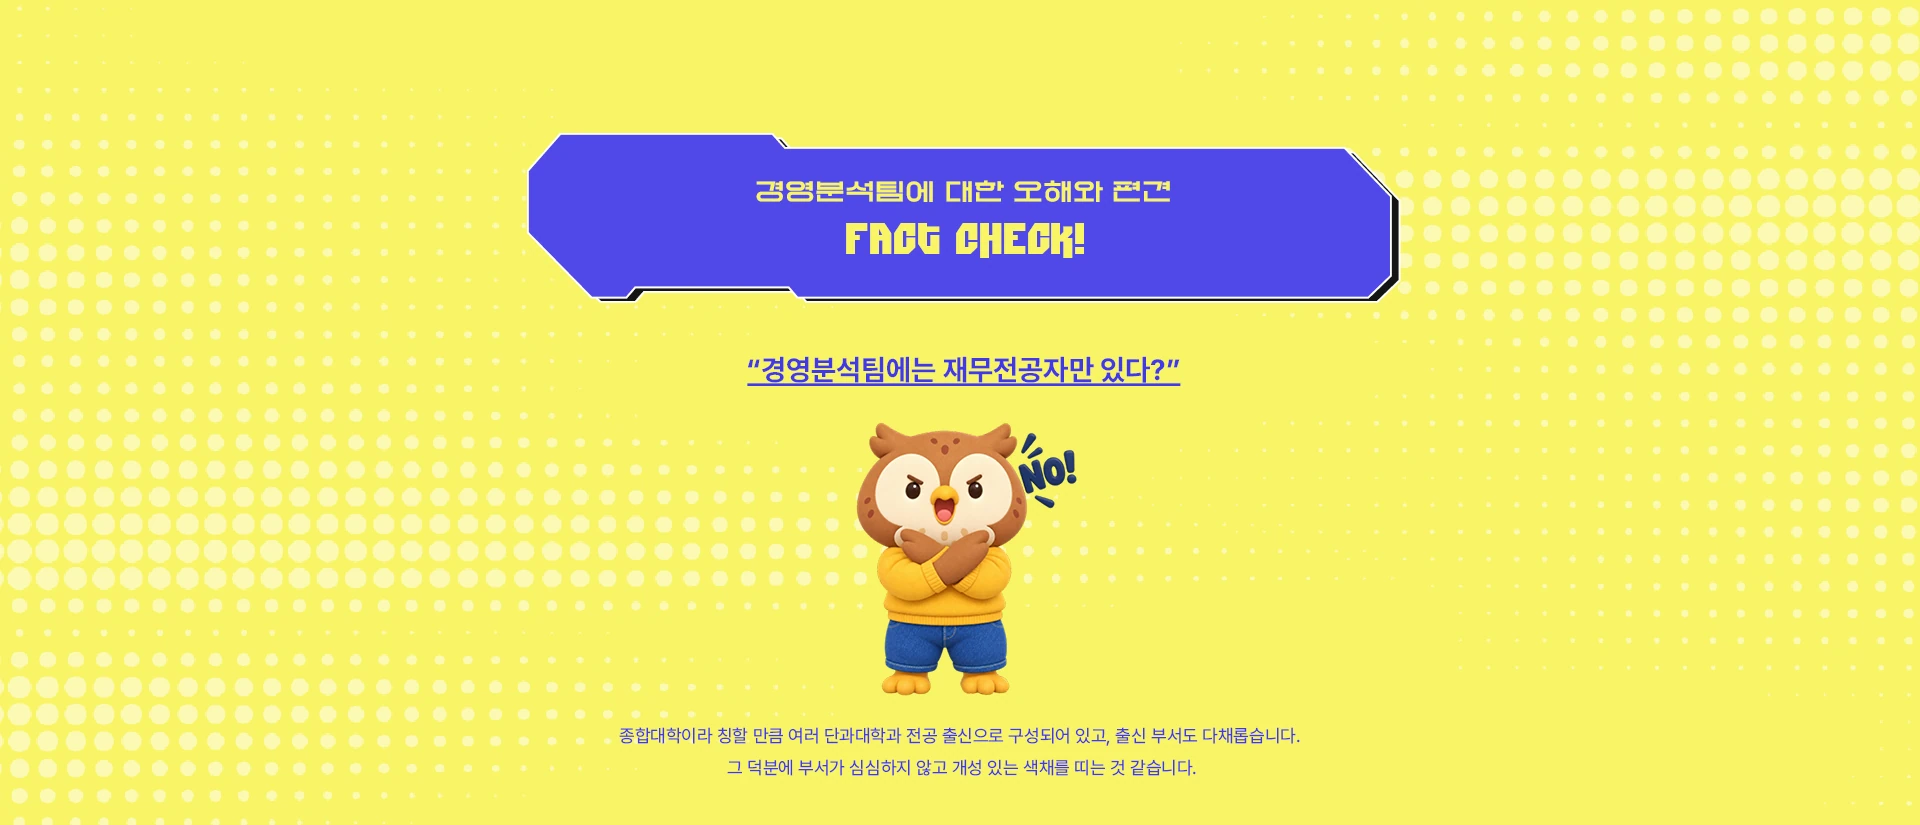 경영분석팀에 대한 오해와 편견
FACT CHECK!
“경영분석팀에는 재무전공자만 있다?”
NO!
종합대학이라 칭할 만큼 여러 단과대학과 전공 출신으로 구성되어 있고, 출신 부서도 다채롭습니다.
그 덕분에 부서가 심심하지 않고 개성 있는 색채를 띠는 것 같습니다.